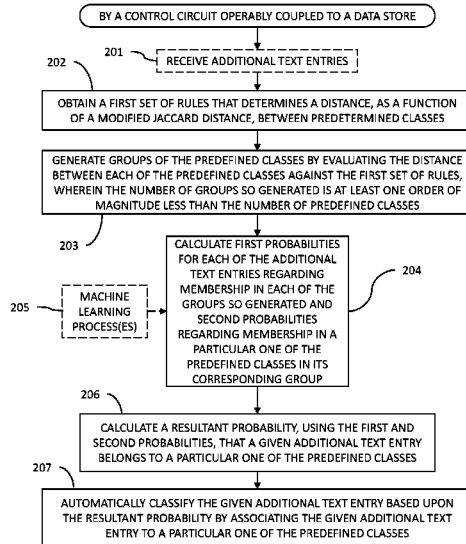 BY A CONTROL CIRCUIT OPERABLY COUPLED TO A DATA STORE
201
RECEIVE ADDITIONAL TEXT ENTRIES
202
OBTAIN A FIRST SET OF RULES THAT DETERMINES A DISTANCE, AS A FUNCTION
OF A MODIFIED JACCARD DISTANCE, BETWEEN PREDETERMINED CLASSES
GENERATE GROUPS OF THE PREDEFINED CLASSES BY EVALUATING THE DISTANCE
BETWEEN EACH OF THE PREDEFINED CLASSES AGAINST THE FIRST SET OF RULES,
WHEREIN THE NUMBER OF GROUPS SO GENERATED IS AT LEAST ONE ORDER OF
MAGNITUDE LESS THAN THE NUMBER OF PREDEFINED CLASSES
203
CALCULATE FIRST PROBABILITIES
FOR EACH OF THE ADDITIONAL
TEXT ENTRIES REGARDING
MEMBERSHIP IN EACH OF THE
GROUPS SO GENERATED AND
SECOND PROBABILITIES
REGARDING MEMBERSHIP IN A
PARTICULAR ONE OF THE
PREDEFINED CLASSES IN ITS
CORRESPONDING GROUP
204
205
MACHINE
LEARNING
PROCESS(ES)
206
CALCULATE A RESULTANT PROBABILITY, USING THE FIRST AND
SECOND PROBABILITIES, THAT A GIVEN ADDITIONAL TEXT ENTRY
BELONGS TO A PARTICULAR ONE OF THE PREDEFINED CLASSES
207
AUTOMATICALLY CLASSIFY THE GIVEN ADDITIONAL TEXT ENTRY BASED UPON
THE RESULTANT PROBABILITY BY ASSOCIATING THE GIVEN ADDITIONAL TEXT
ENTRY TO A PARTICULAR ONE OF THE PREDEFINED CLASSES